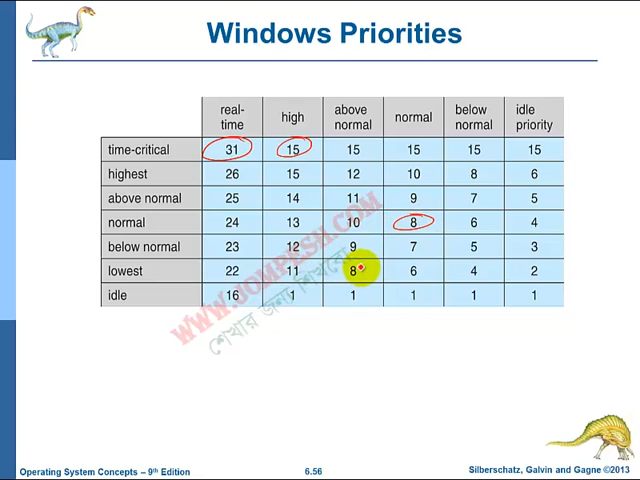 Windows Priorities
real-time high above normal normal below normal idle priority
time-critical 31 15 15 15 15 15
highest 26 15 12 10 8 6
above normal 25 14 11 9 7 5
normal 24 13 10 8 6 4
below normal 23 12 9 7 5 3
lowest 22 11 8 6 4 2
idle 16 1 1 1 1 1
WWW.JOMPESH.COM
শেখার জন্য শিখবো
Operating System Concepts – 9th Edition 6.56 Silberschatz, Galvin and Gagne ©2013